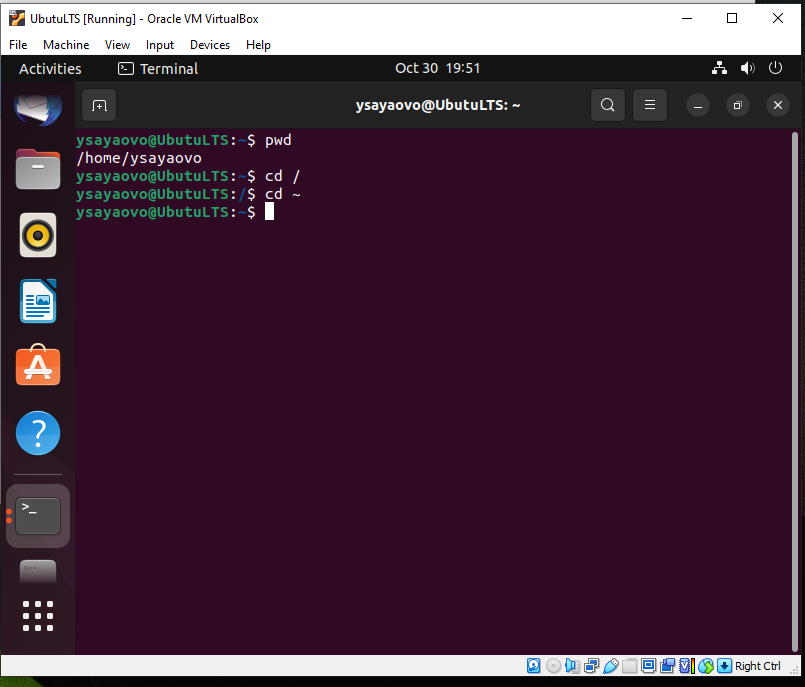 UbutuLTS [Running] - Oracle VM VirtualBox
File Machine View Input Devices Help
Activities >_ Terminal Oct 30 19:51
ysayaovo@UbutuLTS: ~
ysayaovo@UbutuLTS:~$ pwd
/home/ysayaovo
ysayaovo@UbutuLTS:~$ cd /
ysayaovo@UbutuLTS:/$ cd ~
ysayaovo@UbutuLTS:~$
?
>_
Right Ctrl